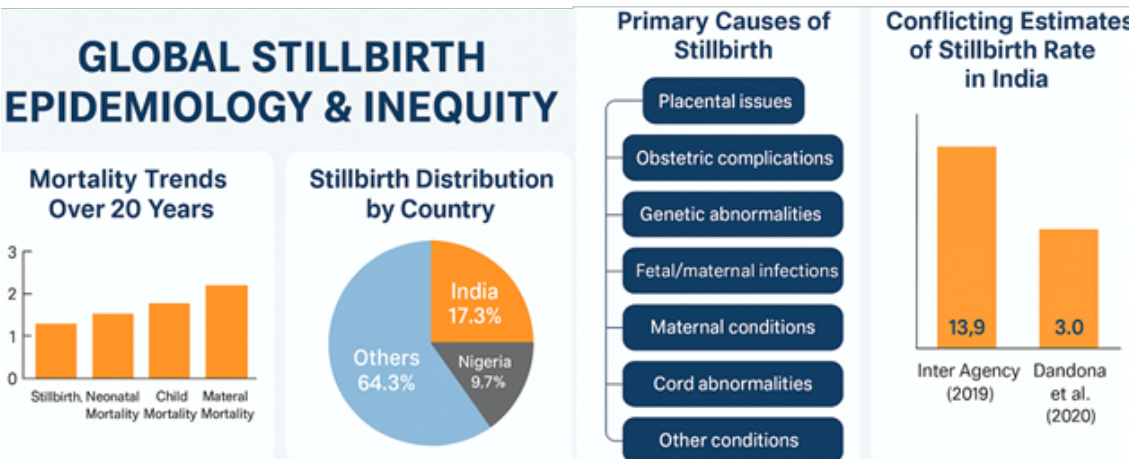 GLOBAL STILLBIRTH
EPIDEMIOLOGY & INEQUITY
Mortality Trends
Over 20 Years
3
2
1
0
Stillbirth.
Neonatal
Mortality
Child
Mortality
Materal
Mortality
Stillbirth Distribution
by Country
India
17.3%
Nigeria
9.7%
Others
64.3%
Primary Causes of
Stillbirth
Placental issues
Obstetric complications
Genetic abnormalities
Fetal/maternal infections
Maternal conditions
Cord abnormalities
Other conditions
Conflicting Estimates
of Stillbirth Rate
in India
13,9
3.0
Inter Agency
(2019)
Dandona
et al.
(2020)